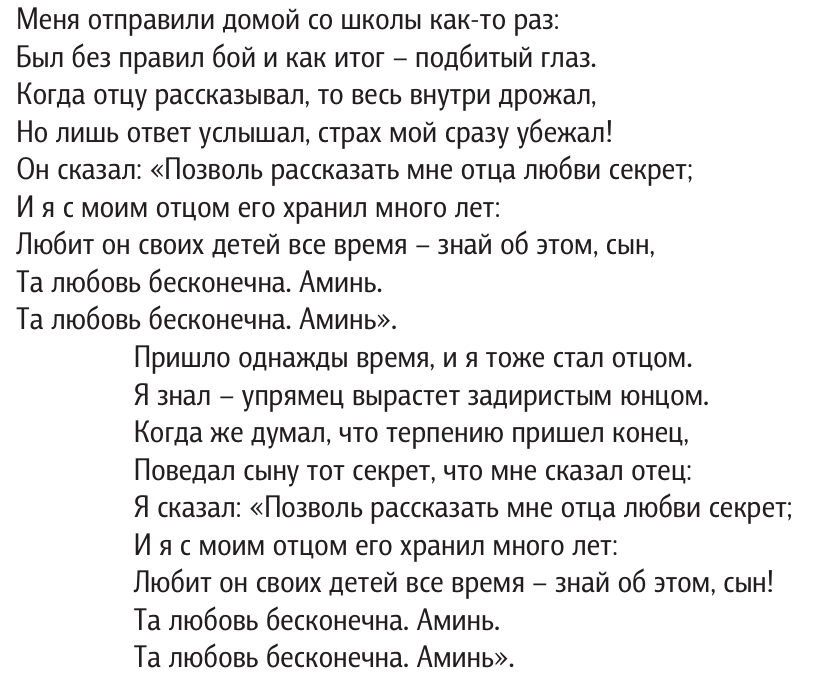 Меня отправили домой со школы как-то раз:
Был без правил бой и как итог – подбитый глаз.
Когда отцу рассказывал, то весь внутри дрожал,
Но лишь ответ услышал, страх мой сразу убежал!
Он сказал: «Позволь рассказать мне отца любви секрет;
И я с моим отцом его хранил много лет:
Любит он своих детей все время – знай об этом, сын,
Та любовь бесконечна. Аминь.
Та любовь бесконечна. Аминь».
Пришло однажды время, и я тоже стал отцом.
Я знал – упрямец вырастет задиристым юнцом.
Когда же думал, что терпению пришел конец,
Поведал сыну тот секрет, что мне сказал отец:
Я сказал: «Позволь рассказать мне отца любви секрет;
И я с моим отцом его хранил много лет:
Любит он своих детей все время – знай об этом, сын!
Та любовь бесконечна. Аминь.
Та любовь бесконечна. Аминь».